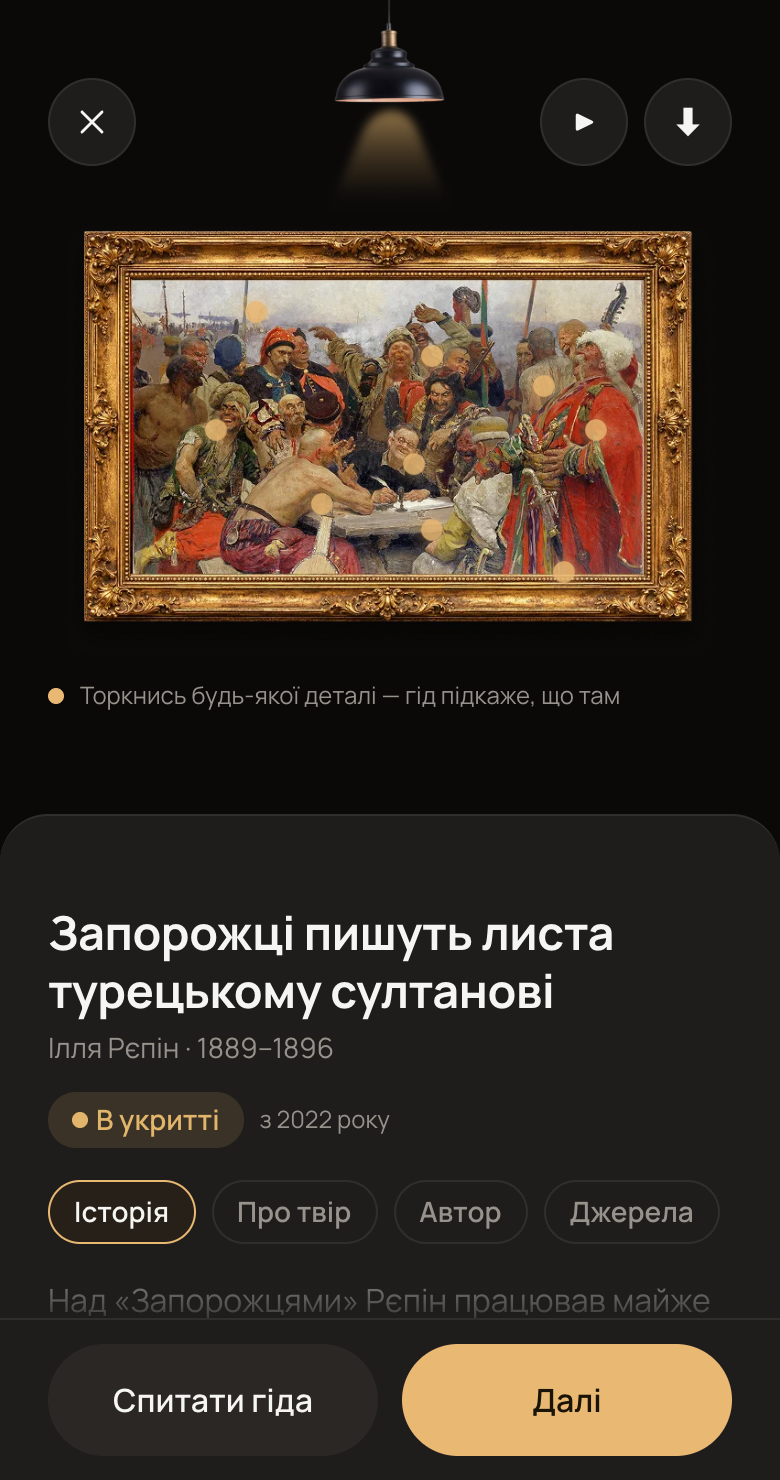 Торкнись будь-якої деталі — гід підкаже, що там
Запорожці пишуть листа
турецькому султанові
Ілля Рєпін · 1889–1896
В укритті з 2022 року
Історія Про твір Автор Джерела
Над «Запорожцями» Рєпін працював майже
Спитати гіда Далі